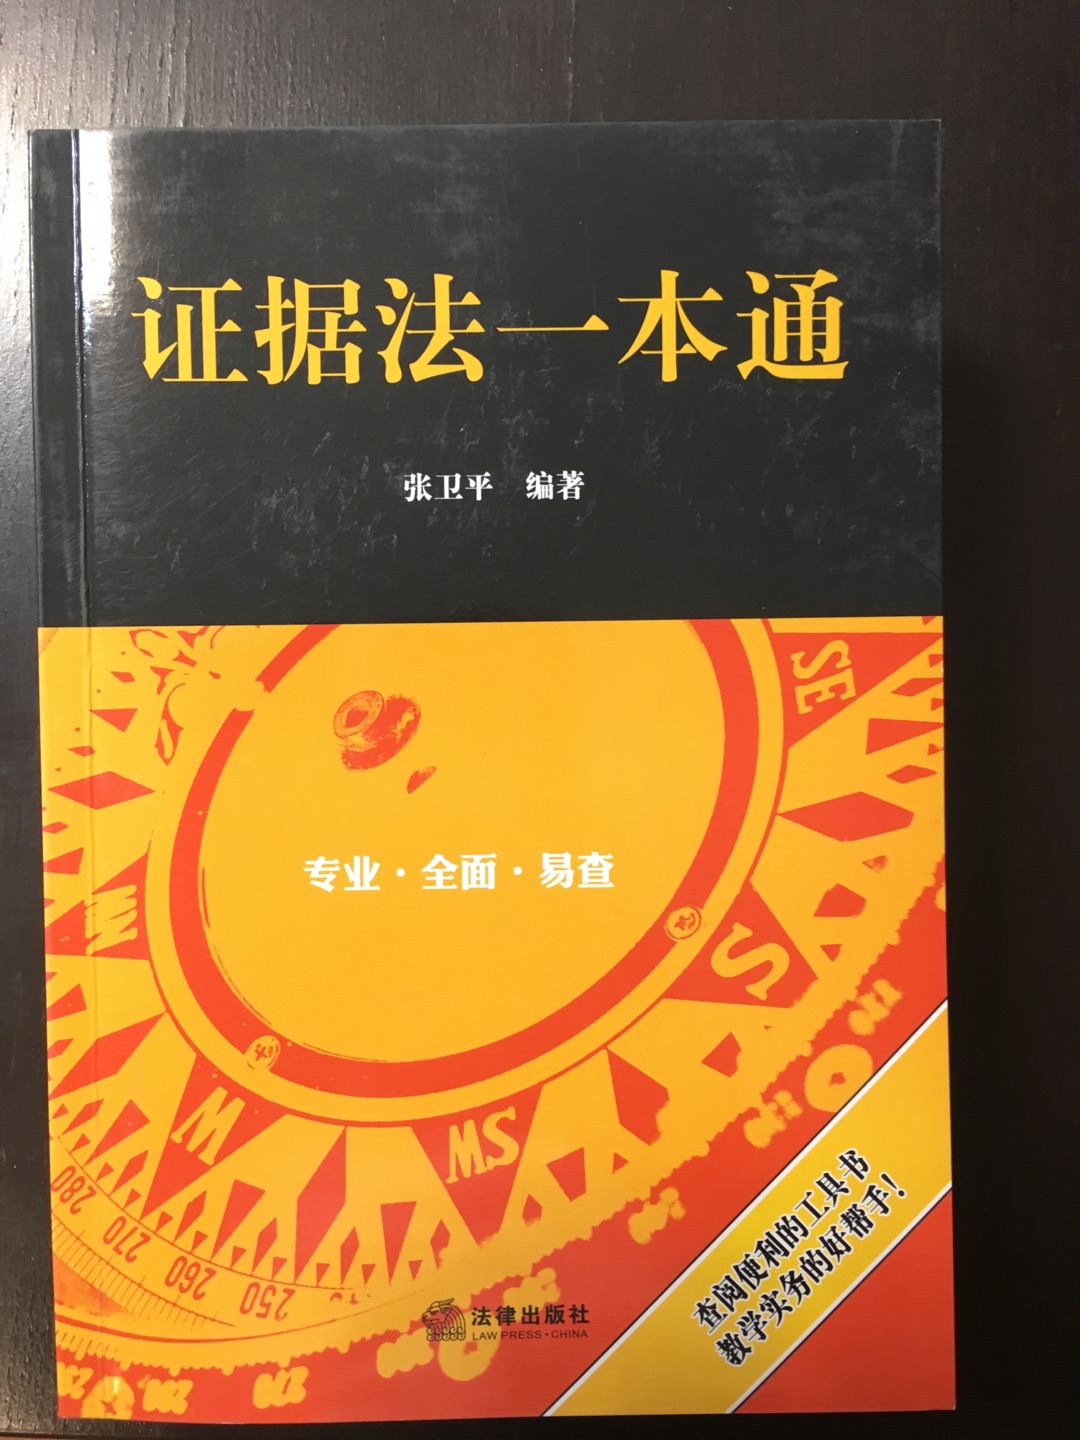 证据法一本通
张卫平 编著
SE
专业·全面·易查
S
W
SW
280
270
260
250
查阅便利的工具书
教学实务的好帮手！
法律出版社
LAW PRESS·CHINA